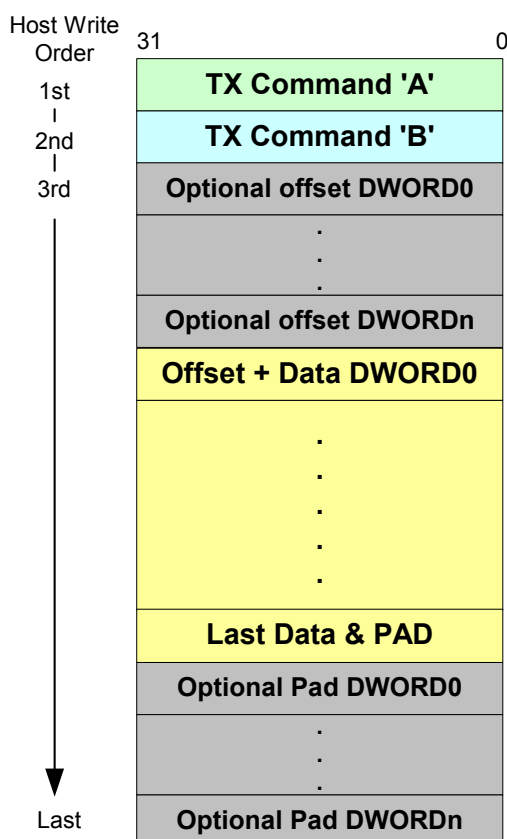 Host Write
Order
31 0
1st
TX Command 'A'
2nd
TX Command 'B'
3rd
Optional offset DWORD0
.
.
.
Optional offset DWORDn
Offset + Data DWORD0
.
.
.
.
.
Last Data & PAD
Optional Pad DWORD0
.
.
.
Last
Optional Pad DWORDn